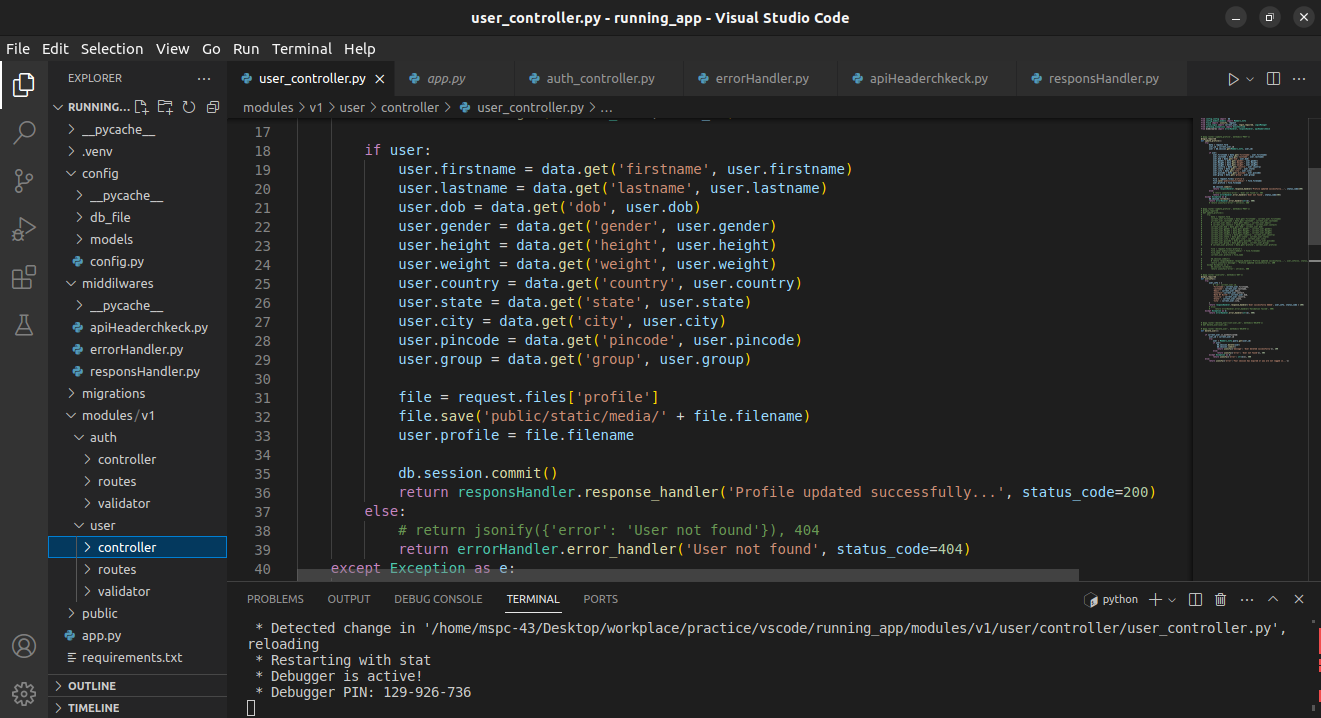 user_controller.py - running_app - Visual Studio Code
File Edit Selection View Go Run Terminal Help
EXPLORER
RUNNING...
__pycache__
.venv
config
__pycache__
db_file
models
config.py
middilwares
__pycache__
apiHeaderchkeck.py
errorHandler.py
responsHandler.py
migrations
modules/v1
auth
controller
routes
validator
user
controller
routes
validator
public
app.py
requirements.txt
OUTLINE
TIMELINE
user_controller.py app.py auth_controller.py errorHandler.py apiHeaderchkeck.py responsHandler.py
modules > v1 > user > controller > user_controller.py > ...
17
18 if user:
19 user.firstname = data.get('firstname', user.firstname)
20 user.lastname = data.get('lastname', user.lastname)
21 user.dob = data.get('dob', user.dob)
22 user.gender = data.get('gender', user.gender)
23 user.height = data.get('height', user.height)
24 user.weight = data.get('weight', user.weight)
25 user.country = data.get('country', user.country)
26 user.state = data.get('state', user.state)
27 user.city = data.get('city', user.city)
28 user.pincode = data.get('pincode', user.pincode)
29 user.group = data.get('group', user.group)
30
31 file = request.files['profile']
32 file.save('public/static/media/' + file.filename)
33 user.profile = file.filename
34
35 db.session.commit()
36 return responsHandler.response_handler('Profile updated successfully...', status_code=200)
37 else:
38 # return jsonify({'error': 'User not found'}), 404
39 return errorHandler.error_handler('User not found', status_code=404)
40 except Exception as e:
PROBLEMS OUTPUT DEBUG CONSOLE TERMINAL PORTS python
* Detected change in '/home/mspc-43/Desktop/workplace/practice/vscode/running_app/modules/v1/user/controller/user_controller.py',
reloading
* Restarting with stat
* Debugger is active!
* Debugger PIN: 129-926-736